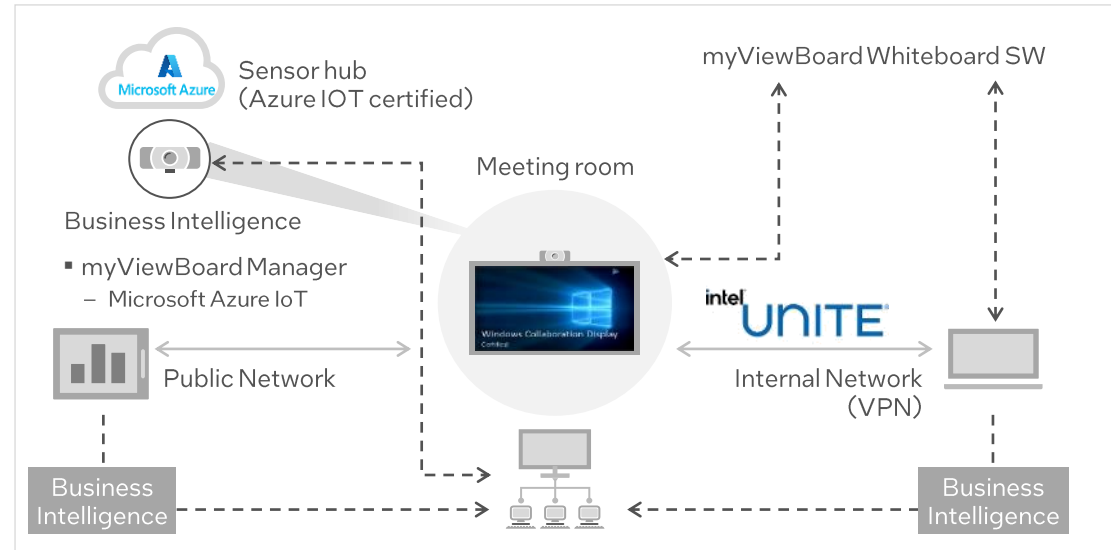 Microsoft Azure
Sensor hub
(Azure IOT certified)
myViewBoard Whiteboard SW
Meeting room
Business Intelligence
▪ myViewBoard Manager
– Microsoft Azure IoT
Windows Collaboration Display
Certified
intel
UNITE
Public Network
Internal Network
(VPN)
Business
Intelligence
Business
Intelligence